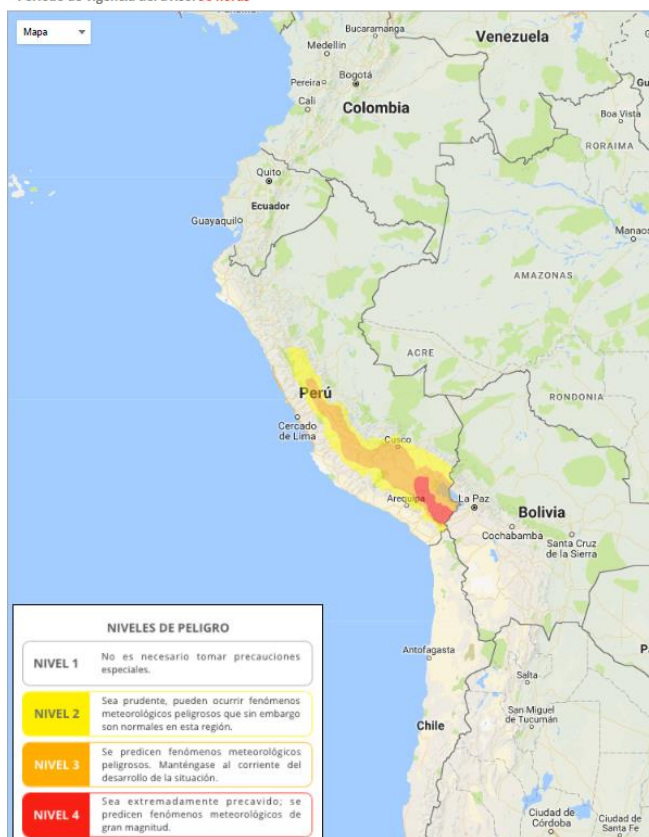 Mapa
Bucaramanga
Venezuela
Medellín
Pereira
Bogotá
Cali
Colombia
Boa Vista
RORAIMA
Quito
Ecuador
Guayaquil
Manaos
AMAZONAS
ACRE
Perú
RONDONIA
Cercado
de Lima
Cusco
Arequipa
La Paz
Bolivia
Cochabamba
Santa Cruz
de la Sierra
Antofagasta
Salta
San Miguel
de Tucumán
Chile
Ciudad de
Córdoba
Ciudad de
Santa Fe
NIVELES DE PELIGRO
NIVEL 1
No es necesario tomar precauciones
especiales.
NIVEL 2
Sea prudente, pueden ocurrir fenómenos
meteorológicos peligrosos que sin embargo
son normales en esta región.
NIVEL 3
Se predicen fenómenos meteorológicos
peligrosos. Manténgase al corriente del
desarrollo de la situación.
NIVEL 4
Sea extremadamente precavido; se
predicen fenómenos meteorológicos de
gran magnitud.